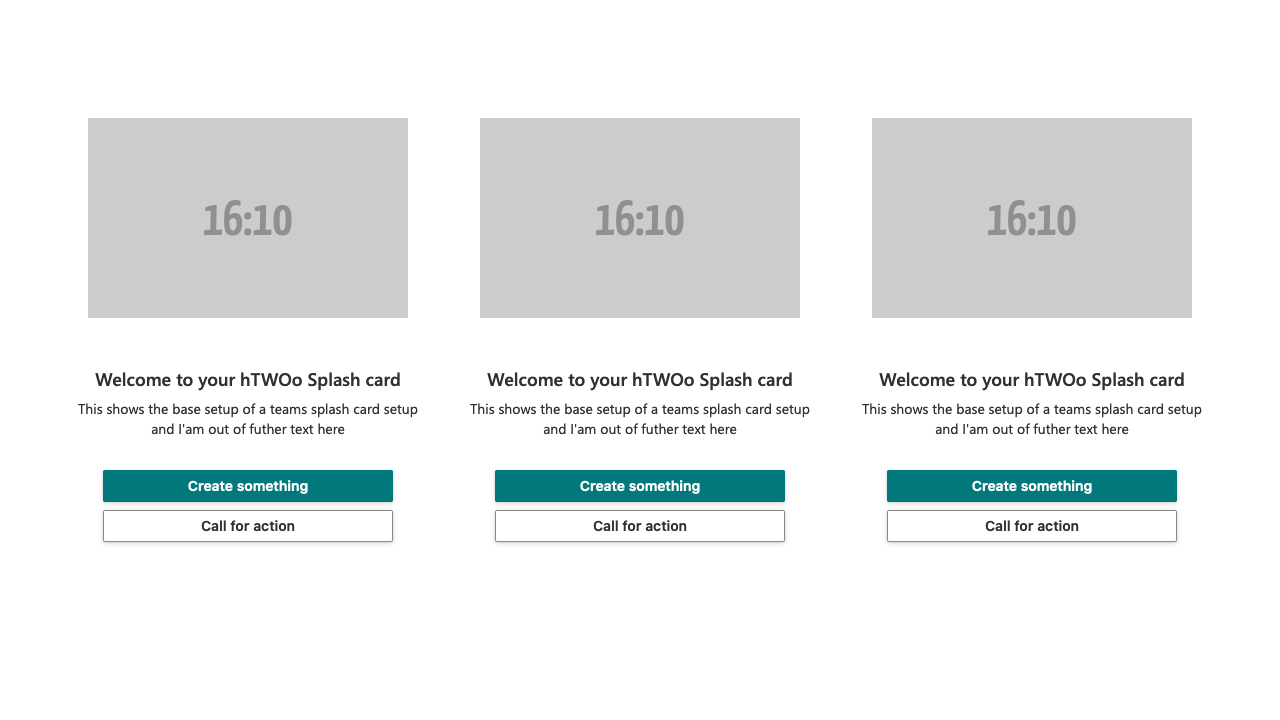 16:10
Welcome to your hTWOo Splash card
This shows the base setup of a teams splash card setup
and I'am out of futher text here
Create something
Call for action
16:10
Welcome to your hTWOo Splash card
This shows the base setup of a teams splash card setup
and I'am out of futher text here
Create something
Call for action
16:10
Welcome to your hTWOo Splash card
This shows the base setup of a teams splash card setup
and I'am out of futher text here
Create something
Call for action